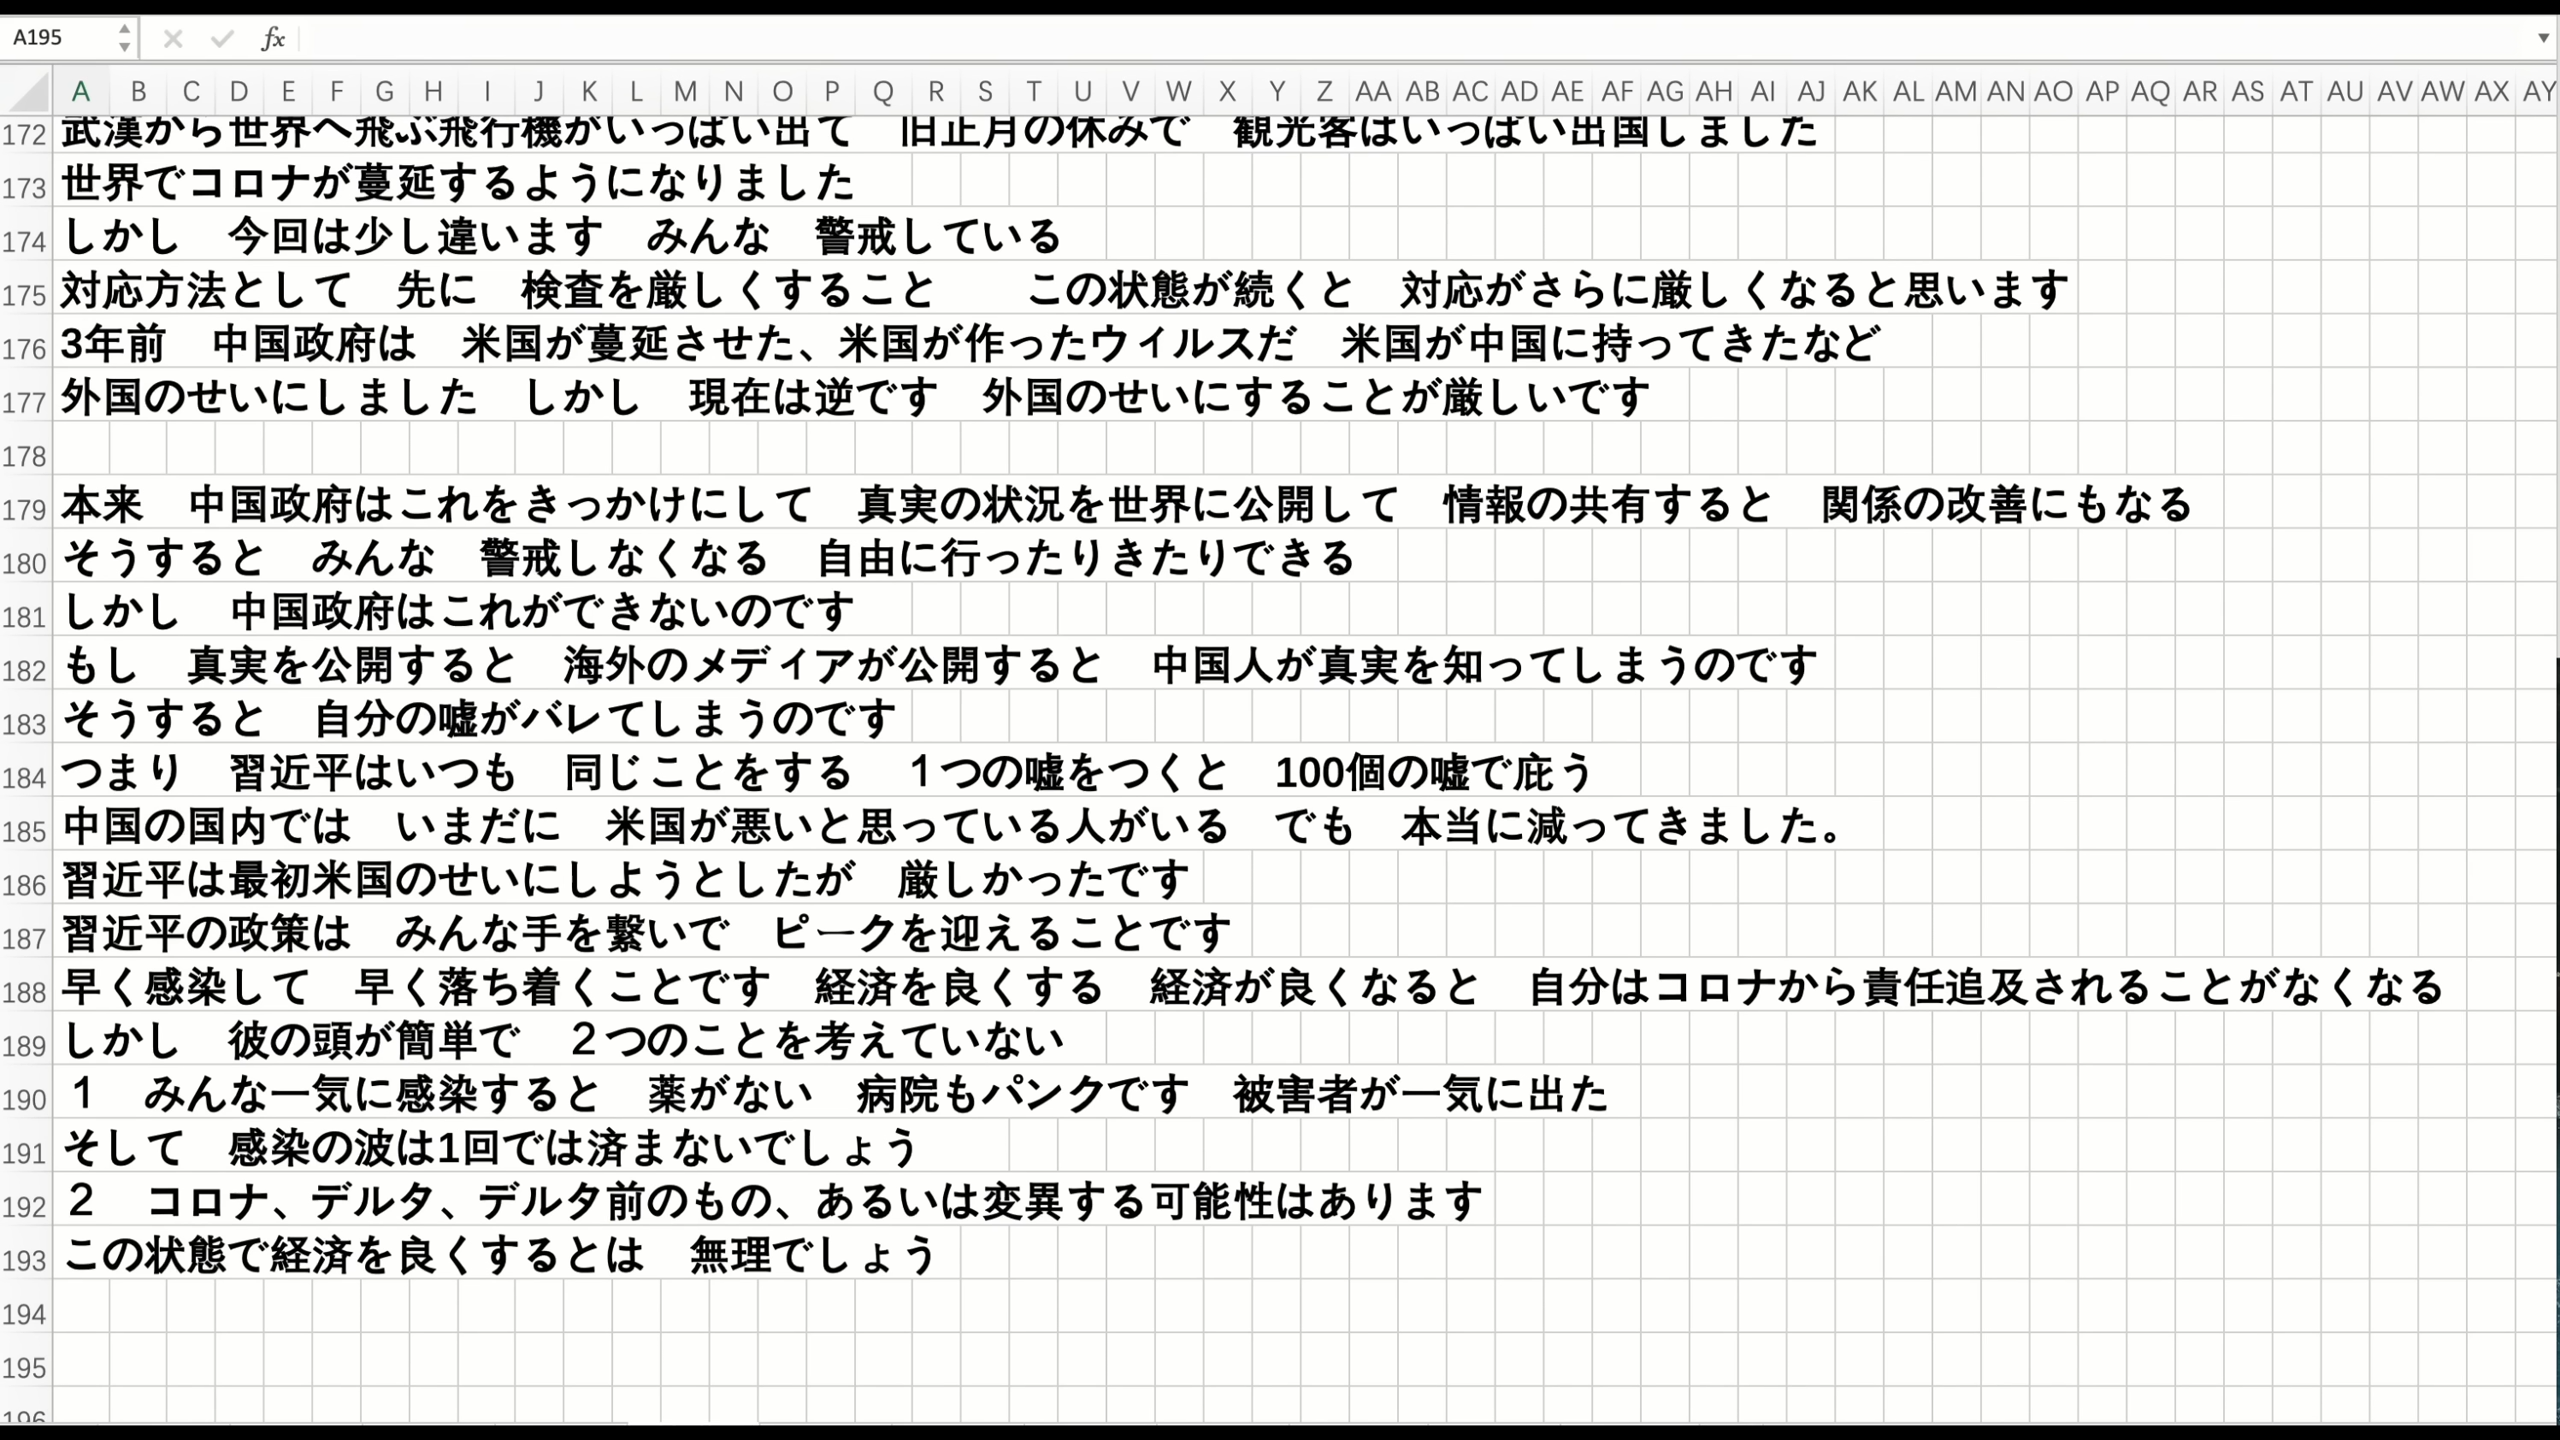 A195 fx
A B C D E F G H I J K L M N O P Q R S T U V W X Y Z AA AB AC AD AE AF AG AH AI AJ AK AL AM AN AO AP AQ AR AS AT AU AV AW AX AY
172 武漢から世界へ飛ぶ飛行機がいっぱい出て　旧正月の休みで　観光客はいっぱい出国しました
173 世界でコロナが蔓延するようになりました
174 しかし　今回は少し違います　みんな　警戒している
175 対応方法として　先に　検査を厳しくすること　　この状態が続くと　対応がさらに厳しくなると思います
176 3年前　中国政府は　米国が蔓延させた、米国が作ったウィルスだ　米国が中国に持ってきたなど
177 外国のせいにしました　しかし　現在は逆です　外国のせいにすることが厳しいです
178
179 本来　中国政府はこれをきっかけにして　真実の状況を世界に公開して　情報の共有すると　関係の改善にもなる
180 そうすると　みんな　警戒しなくなる　自由に行ったりきたりできる
181 しかし　中国政府はこれができないのです
182 もし　真実を公開すると　海外のメディアが公開すると　中国人が真実を知ってしまうのです
183 そうすると　自分の嘘がバレてしまうのです
184 つまり　習近平はいつも　同じことをする　１つの嘘をつくと　100個の嘘で庇う
185 中国の国内では　いまだに　米国が悪いと思っている人がいる　でも　本当に減ってきました。
186 習近平は最初米国のせいにしようとしたが　厳しかったです
187 習近平の政策は　みんな手を繋いで　ピークを迎えることです
188 早く感染して　早く落ち着くことです　経済を良くする　経済が良くなると　自分はコロナから責任追及されることがなくなる
189 しかし　彼の頭が簡単で　２つのことを考えていない
190 １　みんな一気に感染すると　薬がない　病院もパンクです　被害者が一気に出た
191 そして　感染の波は1回では済まないでしょう
192 ２　コロナ、デルタ、デルタ前のもの、あるいは変異する可能性はあります
193 この状態で経済を良くするとは　無理でしょう
194
195
196